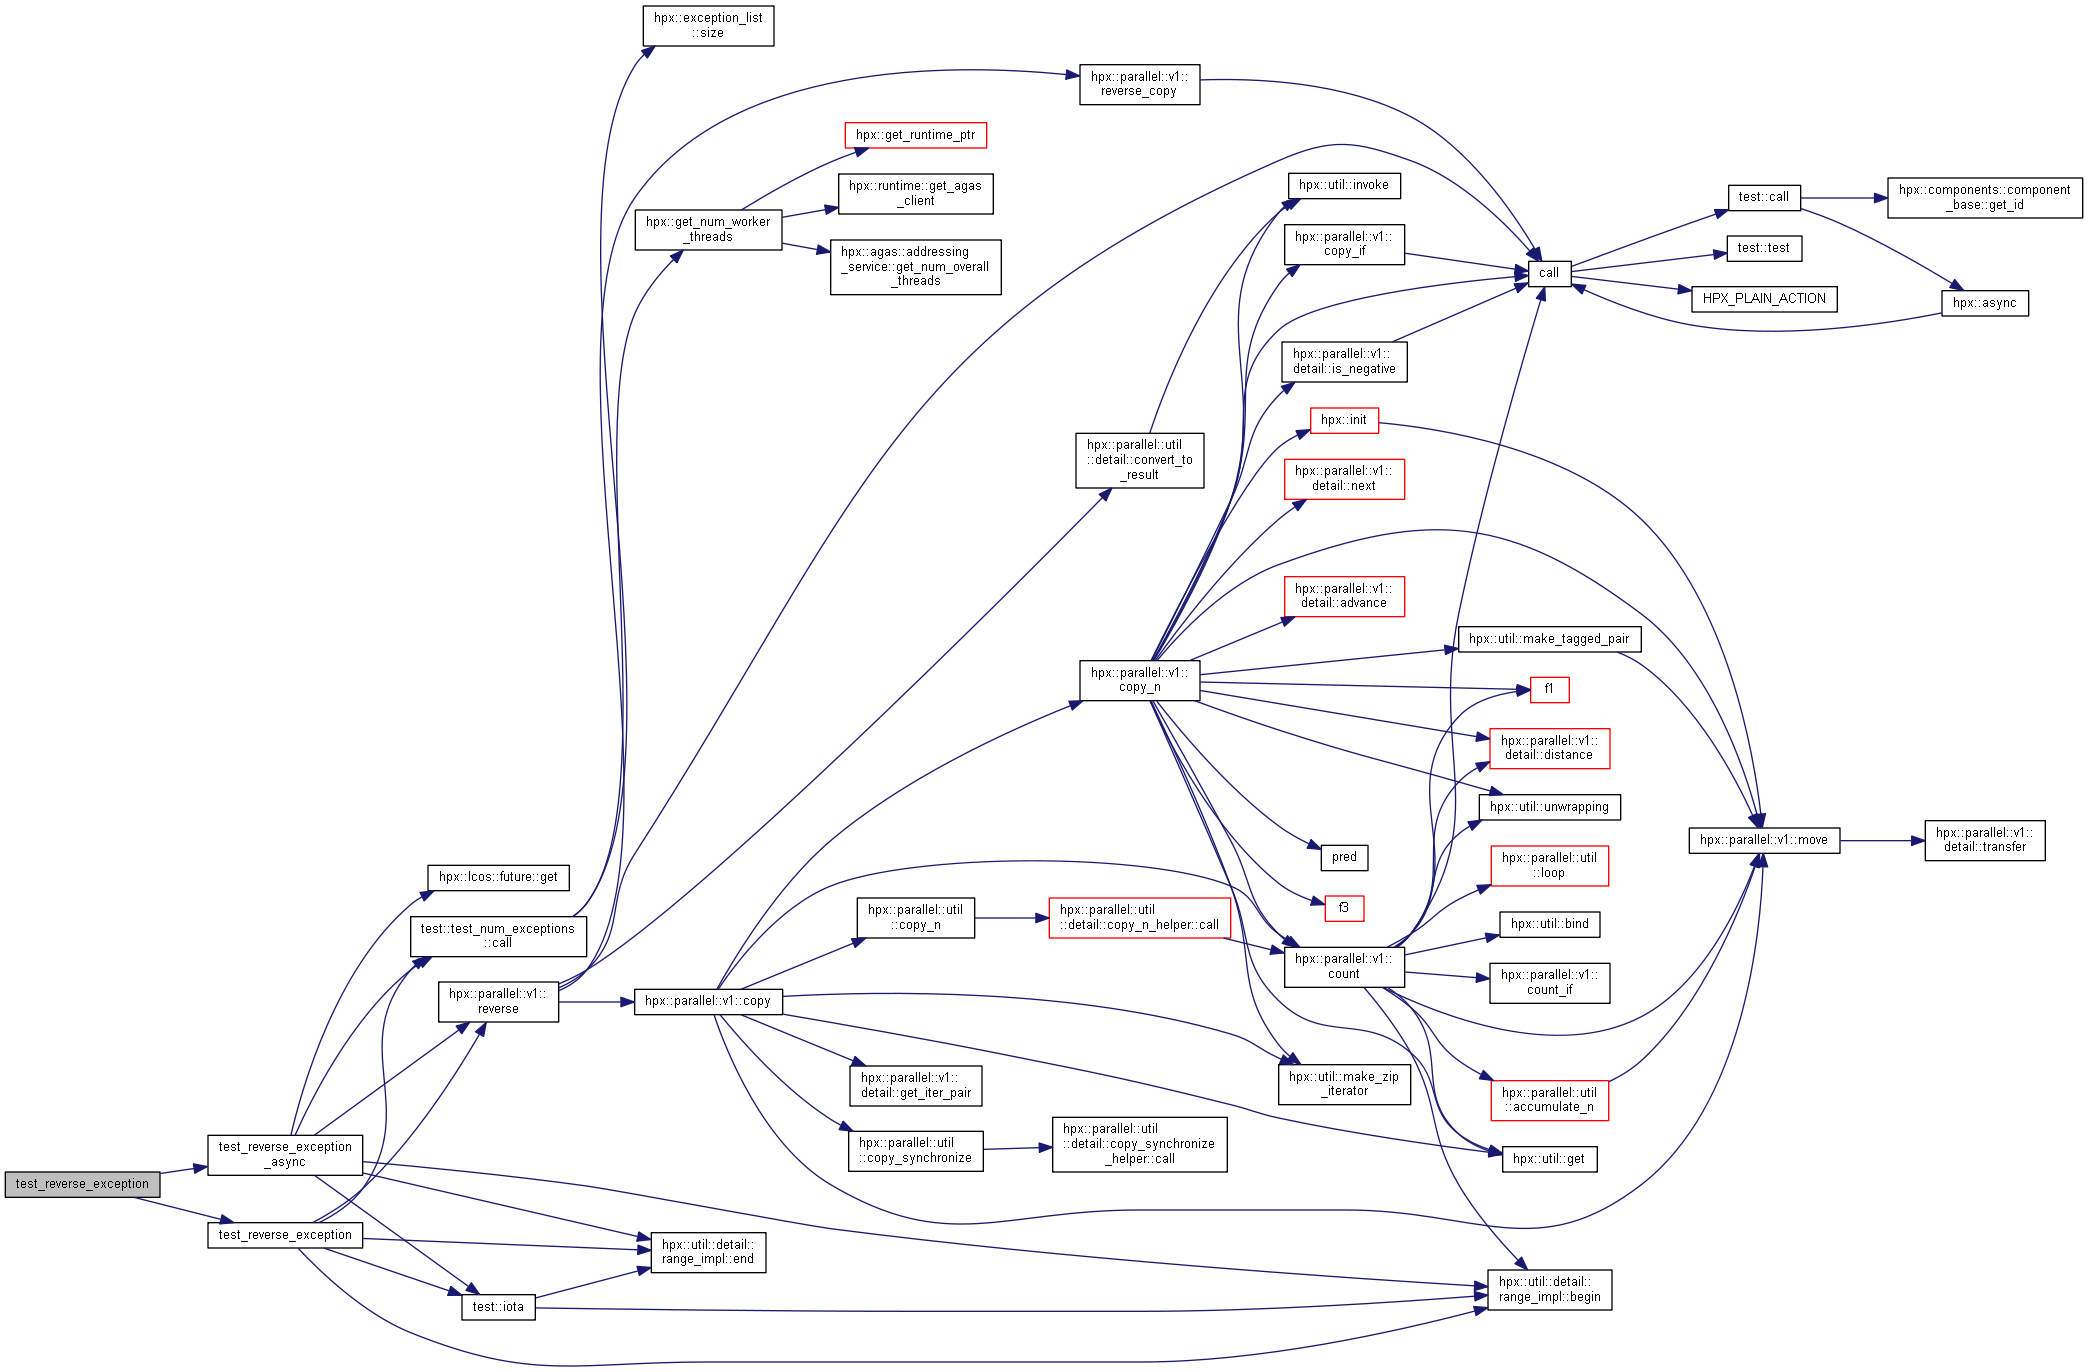 hpx::exception_list
::size
hpx::parallel::v1::
reverse_copy
hpx::get_runtime_ptr
hpx::runtime::get_agas
_client
hpx::get_num_worker
_threads
hpx::agas::addressing
_service::get_num_overall
_threads
hpx::util::invoke
hpx::parallel::v1::
copy_if
call
test::call
hpx::components::component
_base::get_id
test::test
HPX_PLAIN_ACTION
hpx::async
hpx::parallel::v1::
detail::is_negative
hpx::init
hpx::parallel::util
::detail::convert_to
_result
hpx::parallel::v1::
detail::next
hpx::parallel::v1::
detail::advance
hpx::util::make_tagged_pair
hpx::parallel::v1::
copy_n
f1
hpx::parallel::v1::
detail::distance
hpx::util::unwrapping
hpx::parallel::v1::move
hpx::parallel::v1::
detail::transfer
pred
hpx::parallel::util
::loop
hpx::lcos::future::get
f3
test::test_num_exceptions
::call
hpx::parallel::util
::copy_n
hpx::parallel::util
::detail::copy_n_helper::call
hpx::util::bind
hpx::parallel::v1::
count
hpx::parallel::v1::
count_if
hpx::parallel::v1::
reverse
hpx::parallel::v1::copy
hpx::parallel::v1::
detail::get_iter_pair
hpx::util::make_zip
_iterator
hpx::parallel::util
::accumulate_n
hpx::parallel::util
::copy_synchronize
hpx::parallel::util
::detail::copy_synchronize
_helper::call
hpx::util::get
test_reverse_exception
_async
test_reverse_exception
test_reverse_exception
hpx::util::detail::
range_impl::end
test::iota
hpx::util::detail::
range_impl::begin